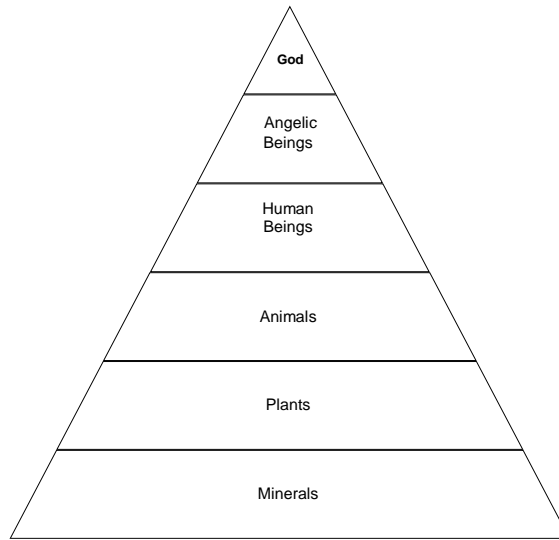 God
Angelic
Beings
Human
Beings
Animals
Plants
Minerals